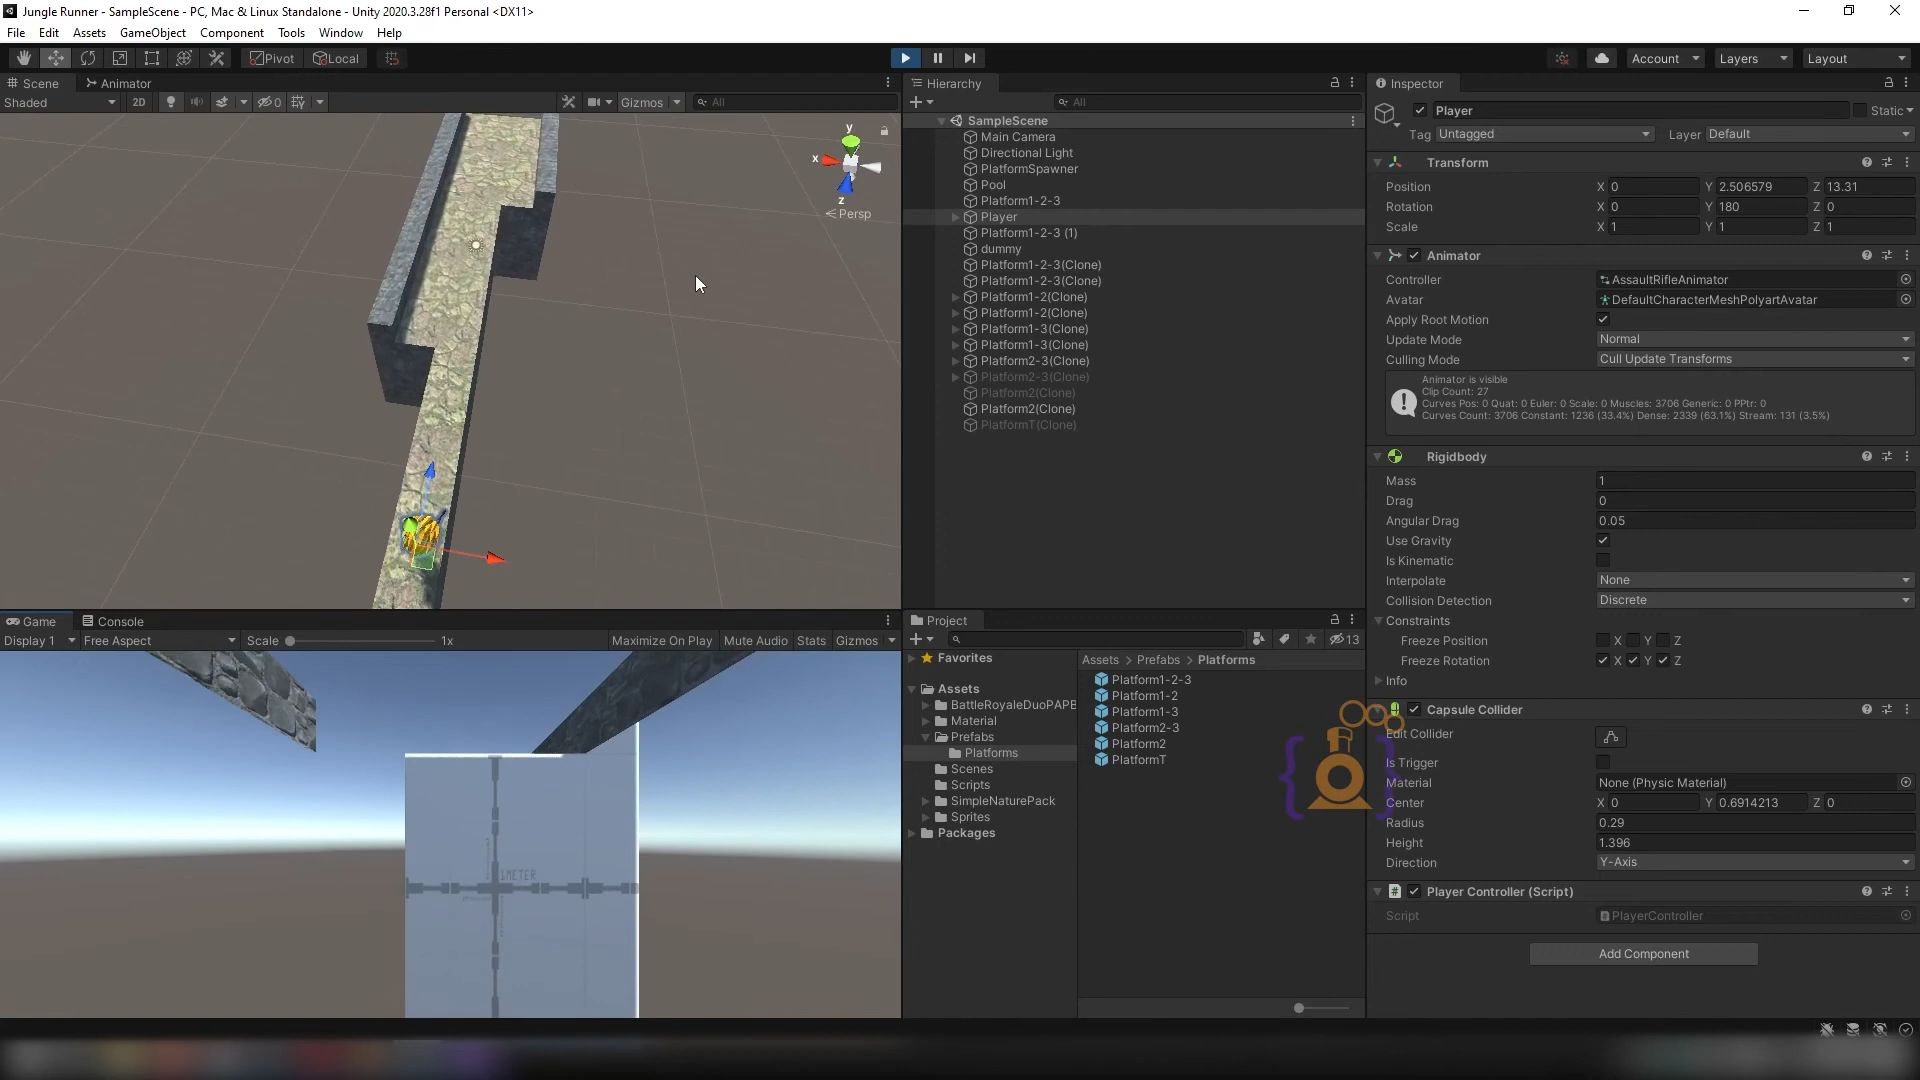 Jungle Runner - SampleScene - PC, Mac & Linux Standalone - Unity 2020.3.28f1 Personal <DX11>
File Edit Assets GameObject Component Tools Window Help
Pivot Local Account Layers Layout
Scene Animator
Shaded 2D Gizmos All
y
x
z
Persp
Hierarchy
All
SampleScene
Main Camera
Directional Light
PlatformSpawner
Pool
Platform1-2-3
Player
Platform1-2-3 (1)
dummy
Platform1-2-3(Clone)
Platform1-2-3(Clone)
Platform1-2(Clone)
Platform1-2(Clone)
Platform1-3(Clone)
Platform1-3(Clone)
Platform2-3(Clone)
Platform2-3(Clone)
Platform2(Clone)
Platform2(Clone)
PlatformT(Clone)
Inspector
Player Static
Tag Untagged Layer Default
Transform
Position X 0 Y 2.506579 Z 13.31
Rotation X 0 Y 180 Z 0
Scale X 1 Y 1 Z 1
Animator
Controller AssaultRifleAnimator
Avatar DefaultCharacterMeshPolyartAvatar
Apply Root Motion
Update Mode Normal
Culling Mode Cull Update Transforms
Animator is visible
Clip Count: 27
Curves Pos: 0 Quat: 0 Euler: 0 Scale: 0 Muscles: 3706 Generic: 0 PPtr: 0
Curves Count: 3706 Constant: 1236 (33.4%) Dense: 2339 (63.1%) Stream: 131 (3.5%)
Rigidbody
Mass 1
Drag 0
Angular Drag 0.05
Use Gravity
Is Kinematic
Interpolate None
Collision Detection Discrete
Constraints
Freeze Position X Y Z
Freeze Rotation X Y Z
Info
Capsule Collider
Edit Collider
Is Trigger
Material None (Physic Material)
Center X 0 Y 0.6914213 Z 0
Radius 0.29
Height 1.396
Direction Y-Axis
Player Controller (Script)
Script PlayerController
Add Component
Game Console
Display 1 Free Aspect Scale 1x Maximize On Play Mute Audio Stats Gizmos
1METER
Project
13
Favorites
Assets
BattleRoyaleDuoPAPB
Material
Prefabs
Platforms
Scenes
Scripts
SimpleNaturePack
Sprites
Packages
Assets > Prefabs > Platforms
Platform1-2-3
Platform1-2
Platform1-3
Platform2-3
Platform2
PlatformT